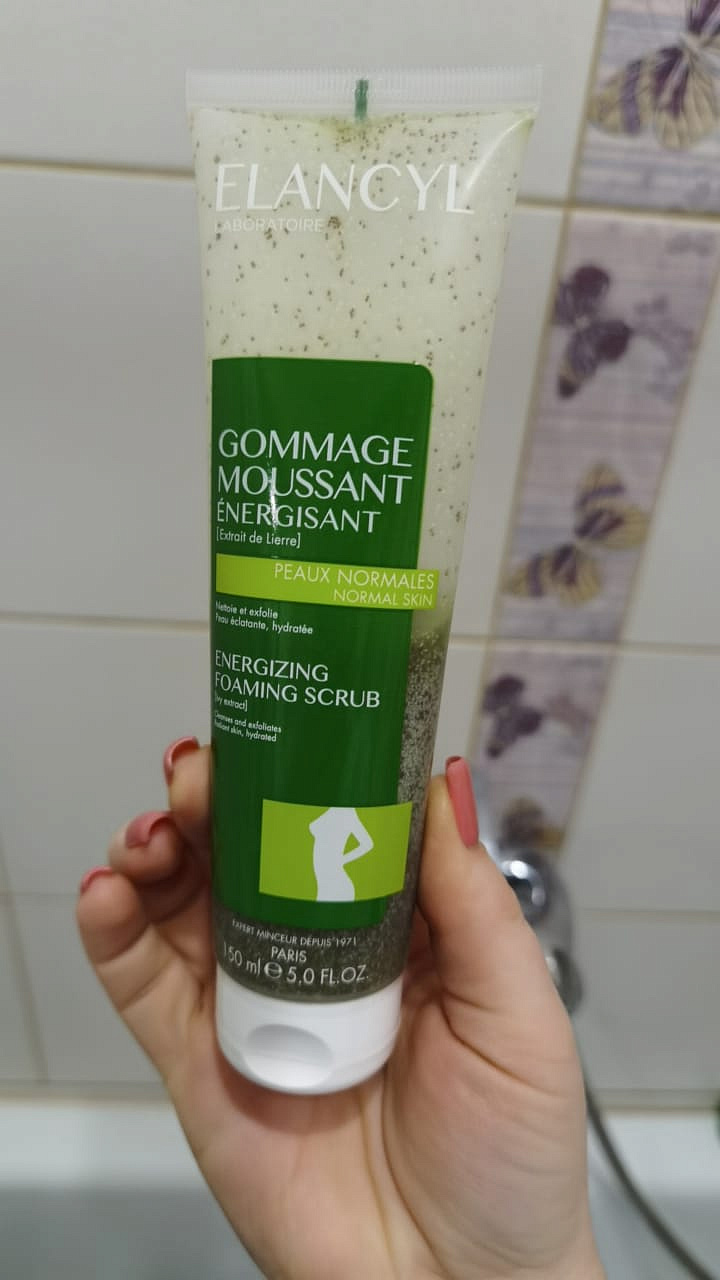 ELANCYL
LABORATOIRE
GOMMAGE
MOUSSANT
ÉNERGISANT
[Extrait de Lierre]
PEAUX NORMALES
NORMAL SKIN
Nettoie et exfolie
Peau éclatante, hydratée
ENERGIZING
FOAMING SCRUB
[Ivy extract]
Cleanses and exfoliates
Radiant skin, hydrated
EXPERT MINCEUR DEPUIS 1971
PARIS
150 ml ℮ 5.0 FL.OZ.